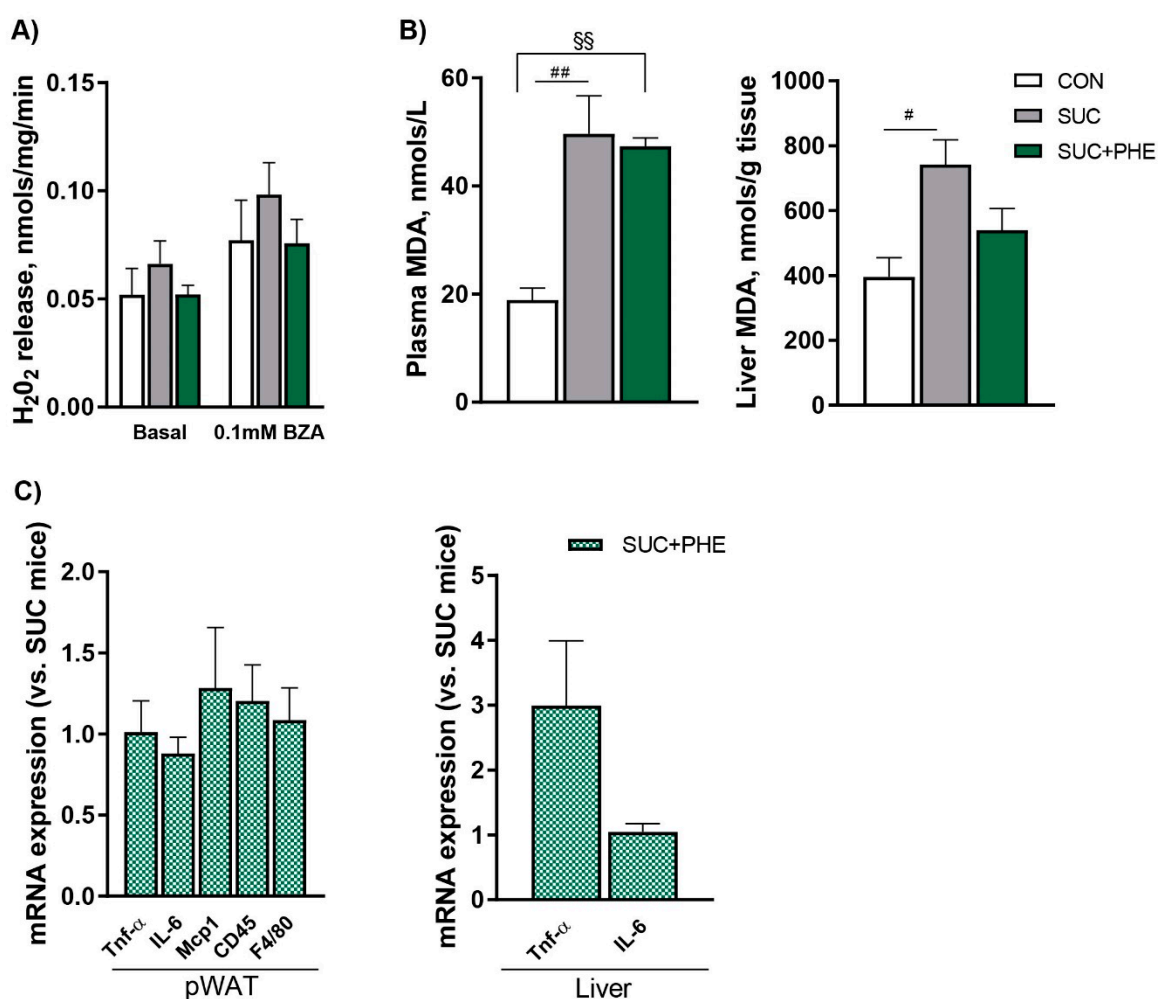 A)
H₂0₂ release, nmols/mg/min
0.15
0.10
0.05
0.00
Basal
0.1mM BZA
B)
Plasma MDA, nmols/L
60
40
20
0
##
§§
Liver MDA, nmols/g tissue
1000
800
600
400
200
0
#
CON
SUC
SUC+PHE
C)
mRNA expression (vs. SUC mice)
2.0
1.5
1.0
0.5
0.0
Tnf-α
IL-6
Mcp1
CD45
F4/80
pWAT
mRNA expression (vs. SUC mice)
5
4
3
2
1
0
SUC+PHE
Tnf-α
IL-6
Liver